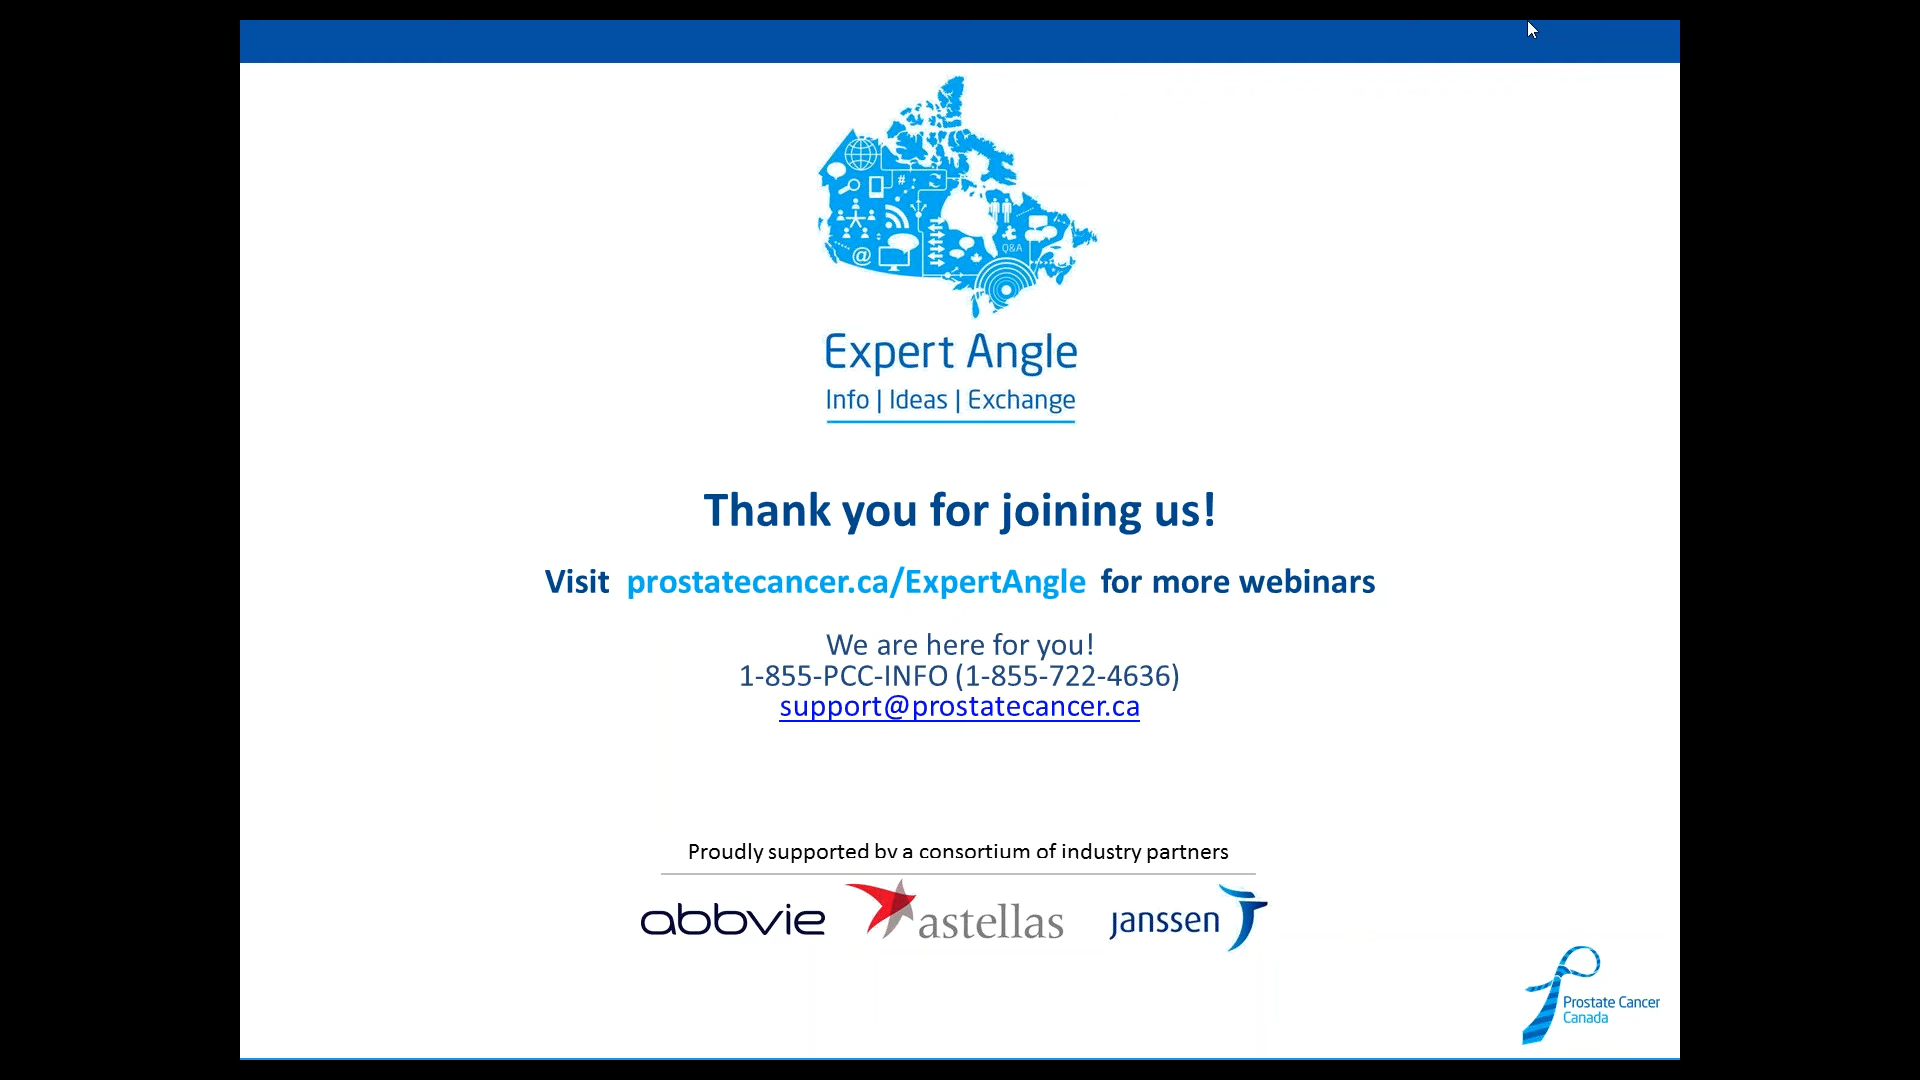 #
@
Q&A
Expert Angle
Info | Ideas | Exchange
Thank you for joining us!
Visit prostatecancer.ca/ExpertAngle for more webinars
We are here for you!
1-855-PCC-INFO (1-855-722-4636)
support@prostatecancer.ca
Proudly supported by a consortium of industry partners
abbvie astellas janssen
Prostate Cancer
Canada